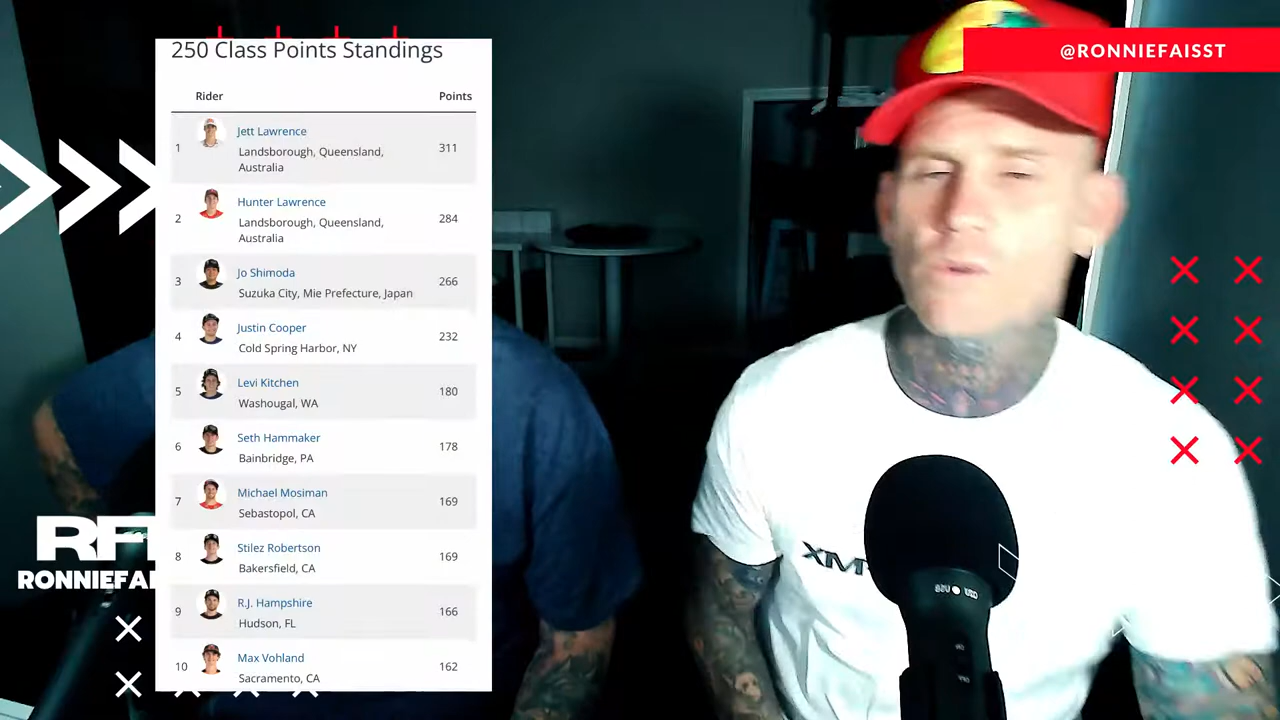 250 Class Points Standings
@RONNIEFAISST
Rider Points
1 Jett Lawrence 311
Landsborough, Queensland,
Australia
2 Hunter Lawrence 284
Landsborough, Queensland,
Australia
3 Jo Shimoda 266
Suzuka City, Mie Prefecture, Japan
4 Justin Cooper 232
Cold Spring Harbor, NY
5 Levi Kitchen 180
Washougal, WA
6 Seth Hammaker 178
Bainbridge, PA
7 Michael Mosiman 169
Sebastopol, CA
8 Stilez Robertson 169
Bakersfield, CA
9 R.J. Hampshire 166
Hudson, FL
10 Max Vohland 162
Sacramento, CA
RF
RONNIEFAI
XM